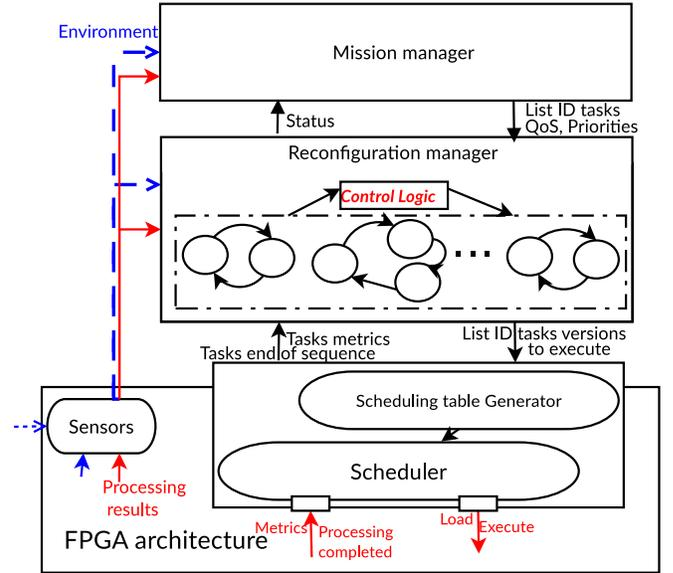 Environment
Mission manager
Status
List ID tasks
QoS, Priorities
Reconfiguration manager
Control Logic
Tasks metrics
Tasks end of sequence
List ID tasks versions
to execute
Scheduling table Generator
Sensors
Scheduler
Processing
results
Metrics
Processing
completed
Load
Execute
FPGA architecture